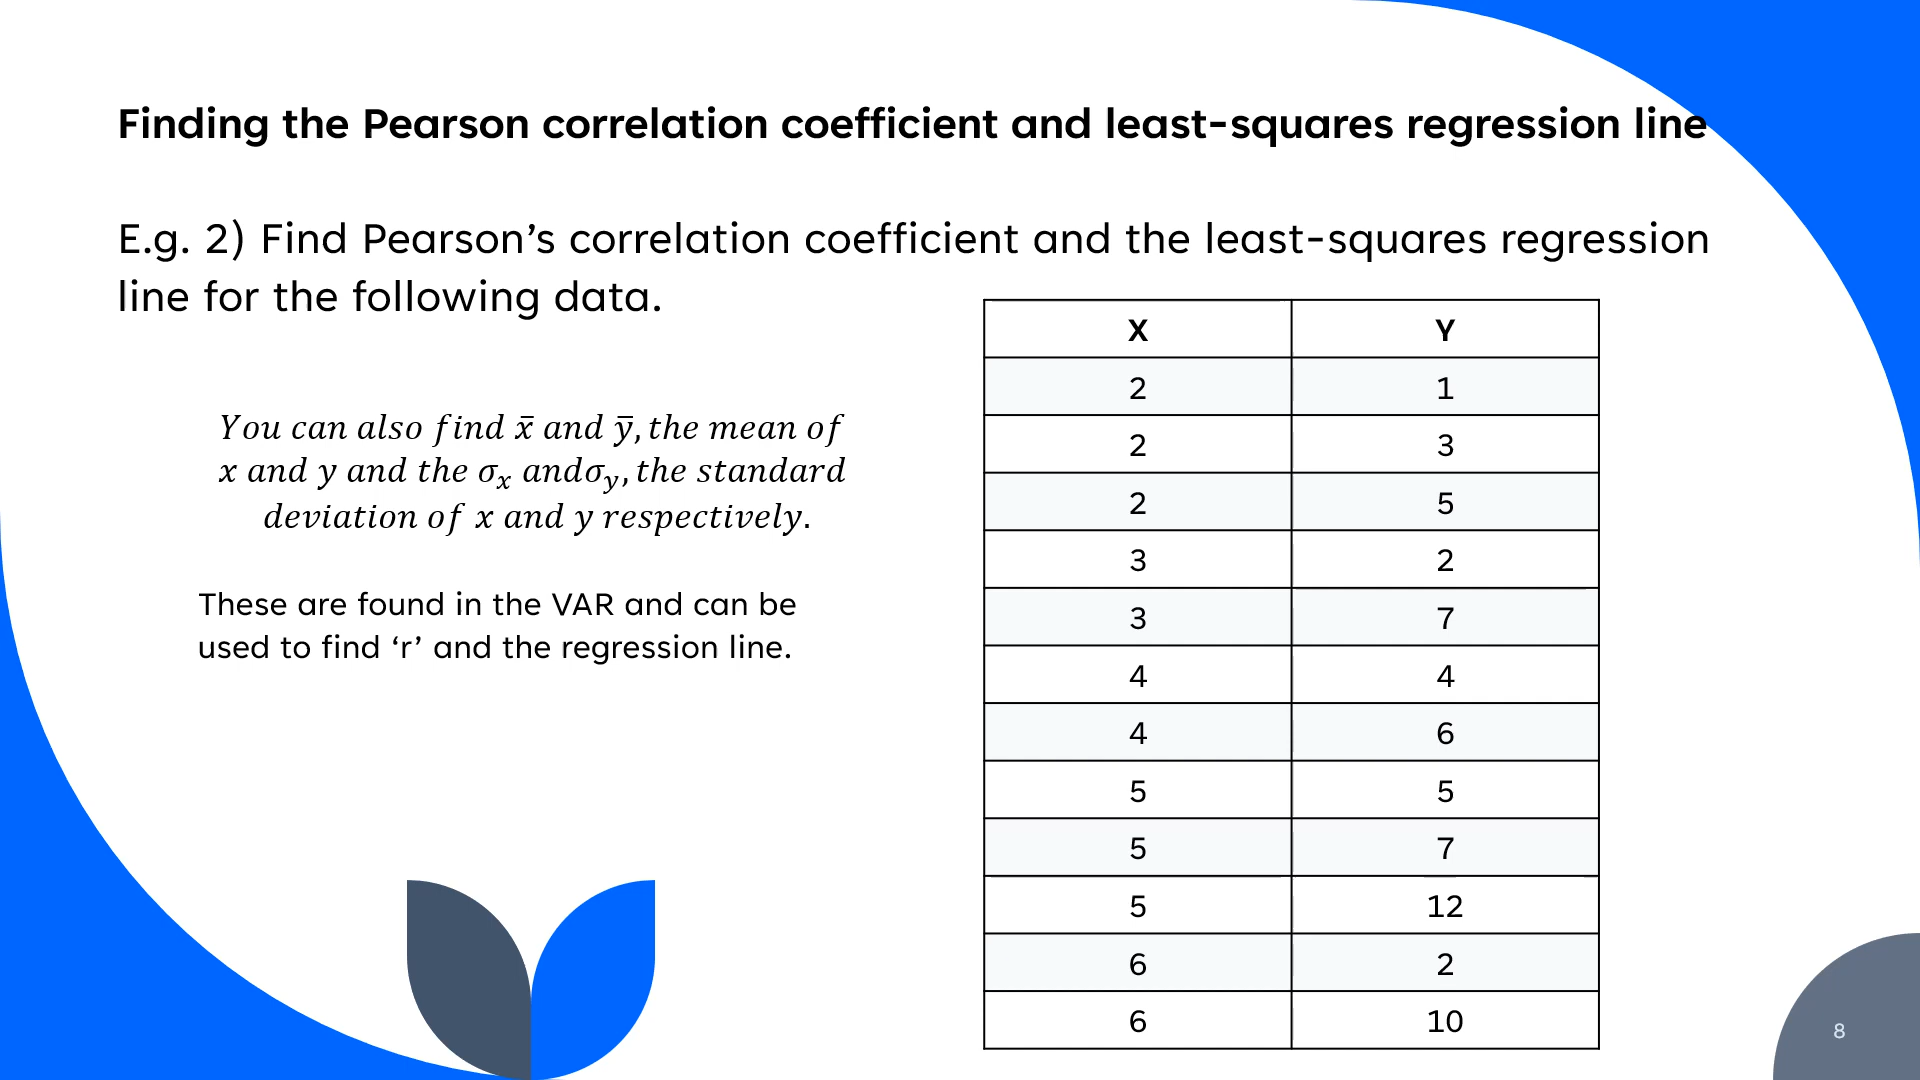 Finding the Pearson correlation coefficient and least-squares regression line
E.g. 2) Find Pearson’s correlation coefficient and the least-squares regression
line for the following data.
You can also find x̄ and ȳ, the mean of
x and y and the σₓ andσᵧ, the standard
deviation of x and y respectively.
These are found in the VAR and can be
used to find ‘r’ and the regression line.
X Y
2 1
2 3
2 5
3 2
3 7
4 4
4 6
5 5
5 7
5 12
6 2
6 10
8